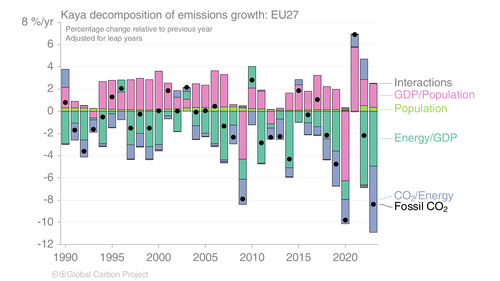 Kaya decomposition of emissions growth: EU27
8 %/yr
Percentage change relative to previous year
Adjusted for leap years
6
4
2
0
-2
-4
-6
-8
-10
-12
Interactions
GDP/Population
Population
Energy/GDP
CO₂/Energy
Fossil CO₂
1990 1995 2000 2005 2010 2015 2020
Global Carbon Project